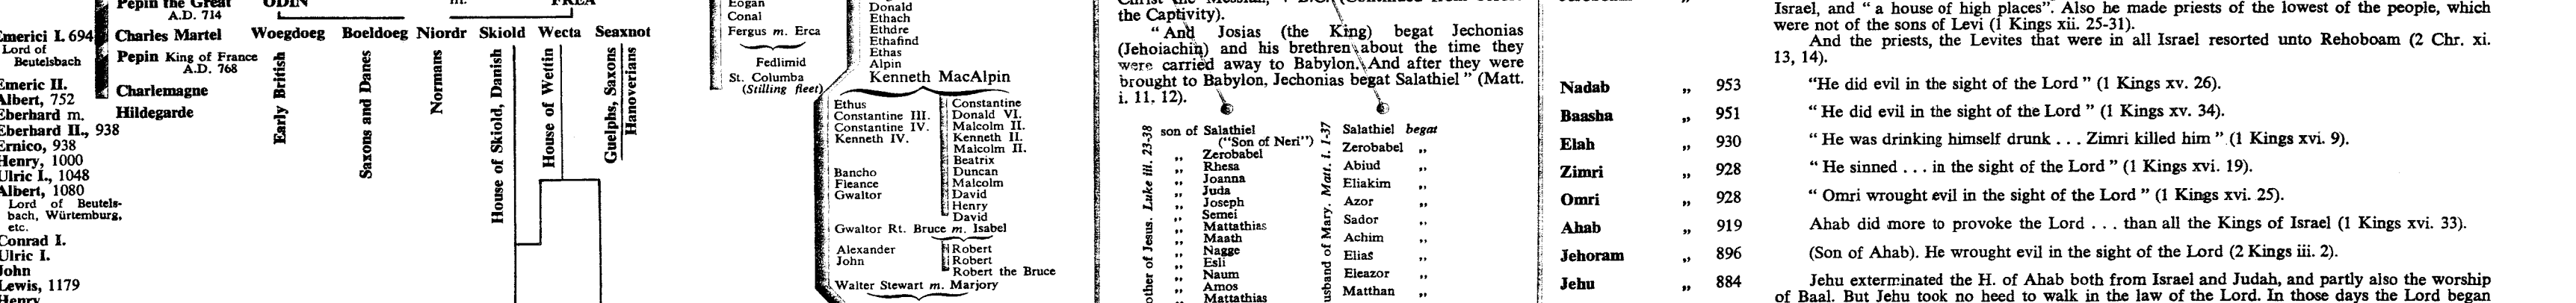 Pepin the Great
A.D. 714
Emerici I. 694
Charles Martel
Lord of
Beutelsbach
Pepin King of France
A.D. 768
Emeric II.
Charlemagne
Albert, 752
Eberhard m.
Hildegarde
Eberhard II., 938
Ernico, 938
Henry, 1000
Ulric I., 1048
Albert, 1080
Lord of Beutels-
bach, Würtemburg,
etc.
Conrad I.
Ulric I.
John
Lewis, 1179
Henry
ODIN
m.
FREA
Woegdoeg Boeldoeg Niordr Skiold Wecta Seaxnot
Early British
Saxons and Danes
Normans
House of Skiold, Danish
House of Wettin
Guelphs, Saxons
Hanoverians
Eogan
Conal
Fergus m. Erca
Fedlimid
St. Columba
(Stilling fleet)
Donald
Ethach
Ethdre
Ethafind
Ethas
Alpin
Kenneth MacAlpin
Ethus
Constantine III.
Constantine IV.
Kenneth IV.
Bancho
Fleance
Gwaltor
Constantine
Donald VI.
Malcolm II.
Kenneth II.
Malcolm II.
Beatrix
Duncan
Malcolm
David
Henry
David
Gwaltor Rt. Bruce m. Isabel
Alexander
John
Robert
Robert
Robert the Bruce
Walter Stewart m. Marjory
the Captivity).
"And Josias (the King) begat Jechonias
(Jehoiachin) and his brethren about the time they
were carried away to Babylon. And after they were
brought to Babylon, Jechonias begat Salathiel" (Matt.
i. 11, 12).
Luke iii. 23-38
other of Jesus.
son of Salathiel
("Son of Neri")
„ Zerobabel
„ Rhesa
„ Joanna
„ Juda
„ Joseph
„ Semei
„ Mattathias
„ Maath
„ Nagge
„ Esli
„ Naum
„ Amos
„ Mattathias
Matt. i. 1-37
usband of Mary.
Salathiel begat
Zerobabel „
Abiud „
Eliakim „
Azor „
Sador „
Achim „
Elias „
Eleazor „
Matthan „
Israel, and "a house of high places". Also he made priests of the lowest of the people, which
were not of the sons of Levi (1 Kings xii. 25-31).
And the priests, the Levites that were in all Israel resorted unto Rehoboam (2 Chr. xi.
13, 14).
Nadab „ 953 "He did evil in the sight of the Lord" (1 Kings xv. 26).
Baasha „ 951 "He did evil in the sight of the Lord" (1 Kings xv. 34).
Elah „ 930 "He was drinking himself drunk . . . Zimri killed him" (1 Kings xvi. 9).
Zimri „ 928 "He sinned . . . in the sight of the Lord" (1 Kings xvi. 19).
Omri „ 928 "Omri wrought evil in the sight of the Lord" (1 Kings xvi. 25).
Ahab „ 919 Ahab did more to provoke the Lord . . . than all the Kings of Israel (1 Kings xvi. 33).
Jehoram „ 896 (Son of Ahab). He wrought evil in the sight of the Lord (2 Kings iii. 2).
Jehu „ 884 Jehu exterminated the H. of Ahab both from Israel and Judah, and partly also the worship
of Baal. But Jehu took no heed to walk in the law of the Lord. In those days the Lord began